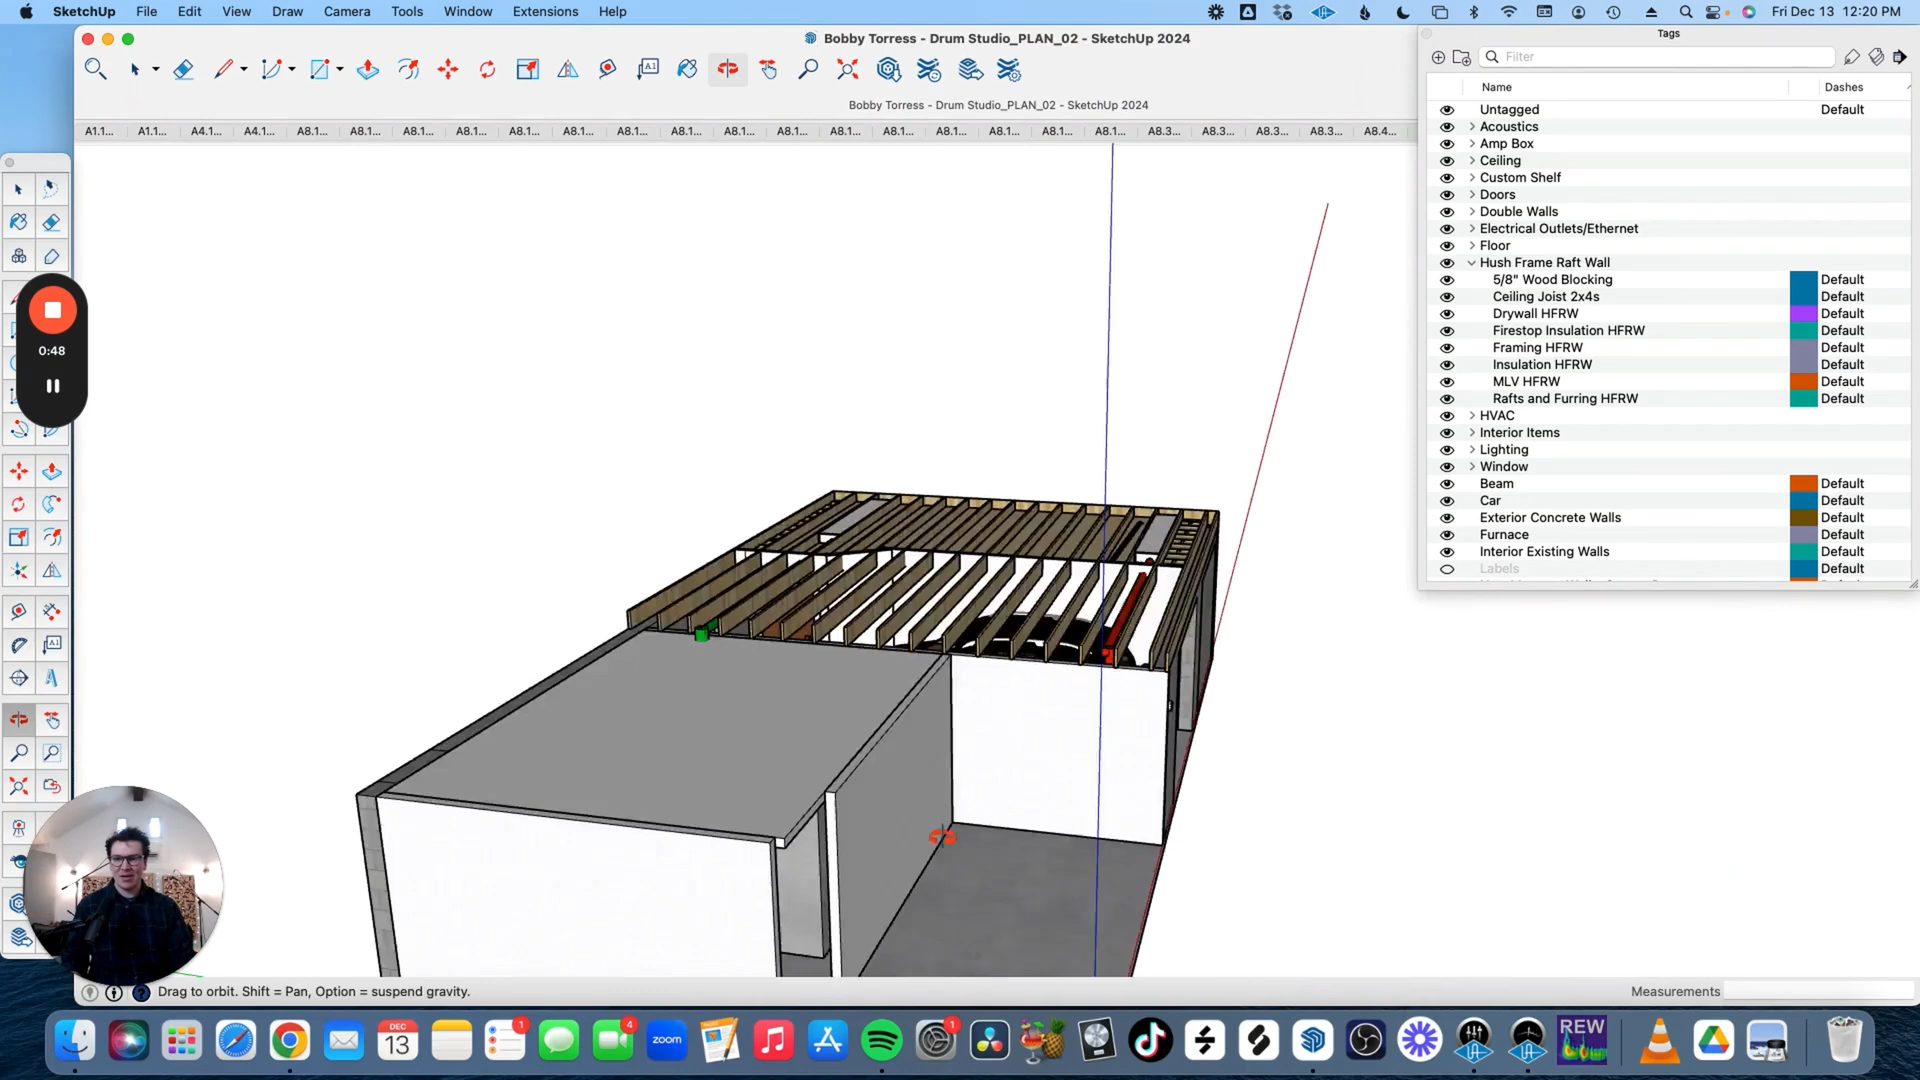 SketchUp File Edit View Draw Camera Tools Window Extensions Help Fri Dec 13 12:20 PM
Bobby Torress - Drum Studio_PLAN_02 - SketchUp 2024
Tags
Filter
Bobby Torress - Drum Studio_PLAN_02 - SketchUp 2024
A1.1... A1.1... A4.1... A4.1... A8.1... A8.1... A8.1... A8.1... A8.1... A8.1... A8.1... A8.1... A8.1... A8.1... A8.1... A8.1... A8.1... A8.1... A8.1... A8.1... A8.3... A8.3... A8.3... A8.3... A8.4...
Name Dashes
Untagged Default
Acoustics
Amp Box
Ceiling
Custom Shelf
Doors
Double Walls
Electrical Outlets/Ethernet
Floor
Hush Frame Raft Wall
5/8" Wood Blocking Default
Ceiling Joist 2x4s Default
Drywall HFRW Default
Firestop Insulation HFRW Default
Framing HFRW Default
Insulation HFRW Default
MLV HFRW Default
Rafts and Furring HFRW Default
HVAC
Interior Items
Lighting
Window
Beam Default
Car Default
Exterior Concrete Walls Default
Furnace Default
Interior Existing Walls Default
Labels Default
0:48
Drag to orbit. Shift = Pan, Option = suspend gravity.
Measurements
DEC
13
1
4
zoom
1
REW